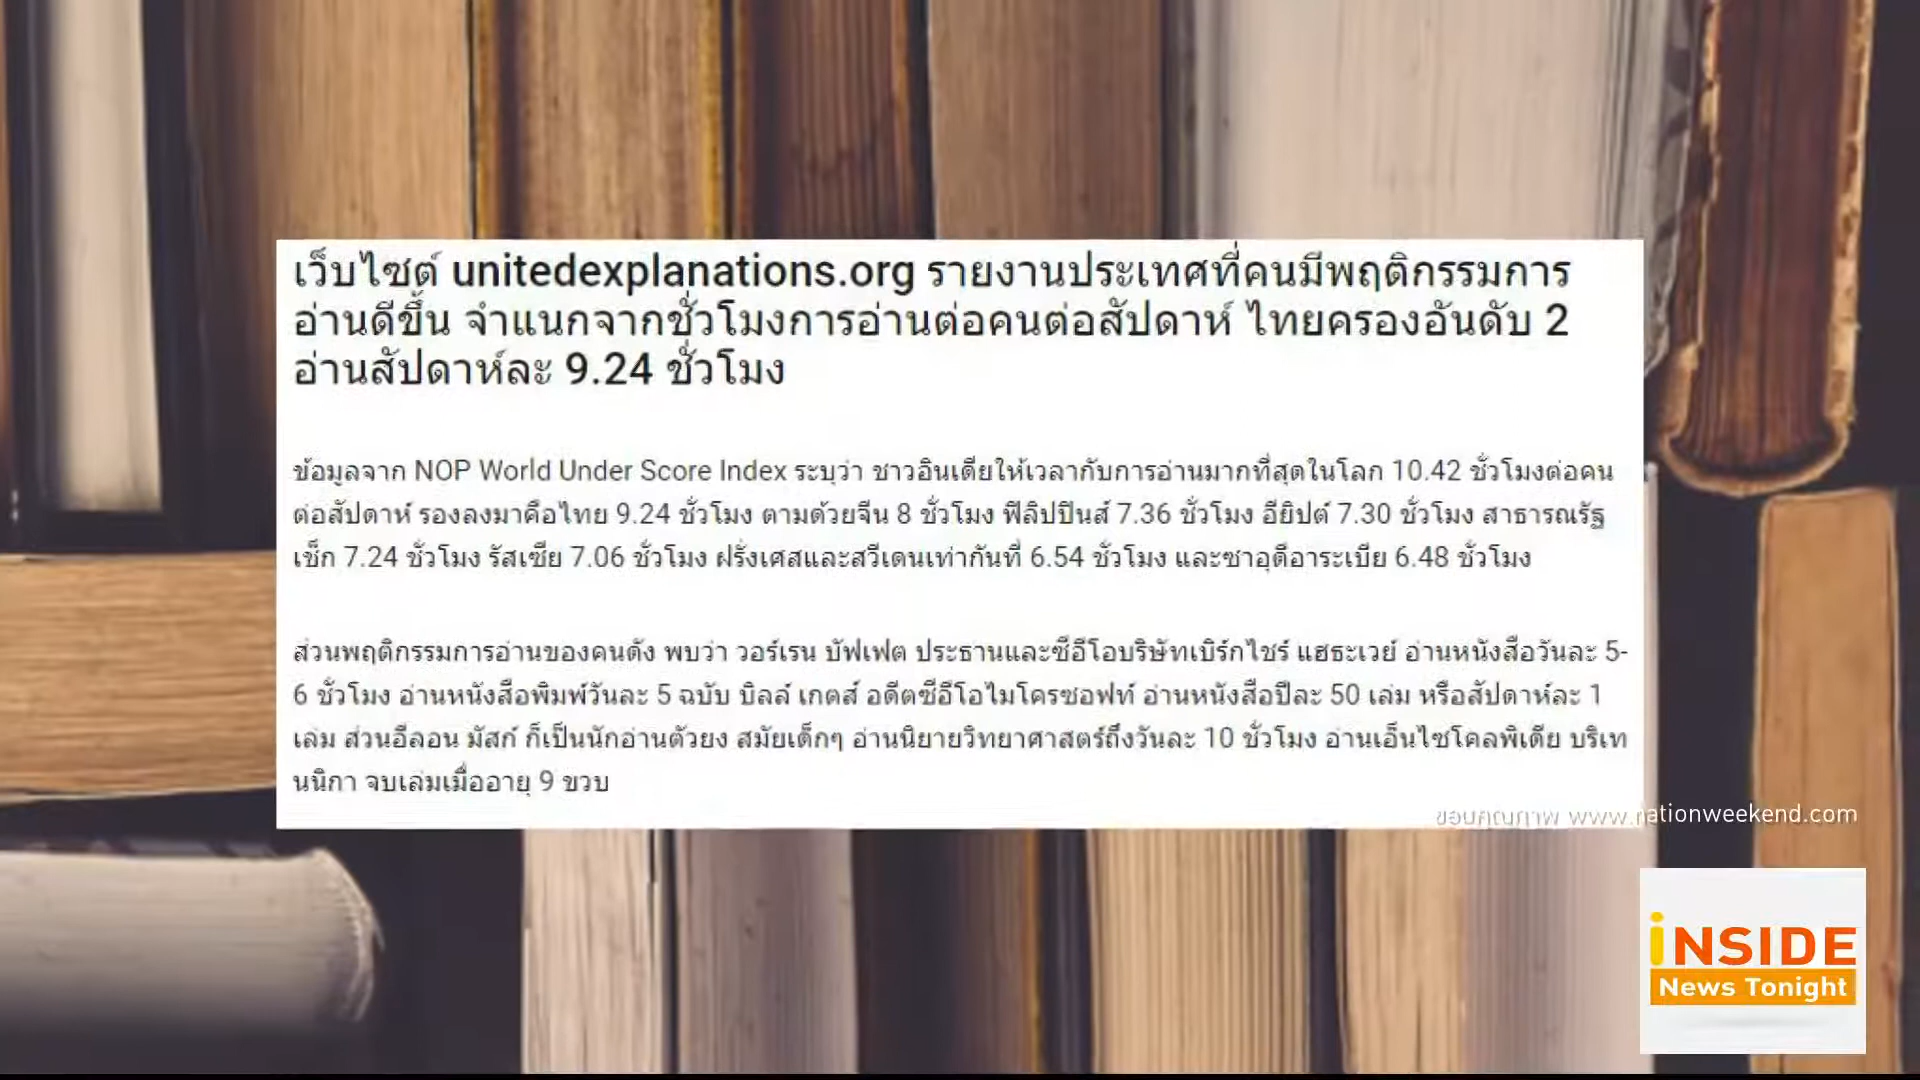 เว็บไซต์ unitedexplanations.org รายงานประเทศที่คนมีพฤติกรรมการ
อ่านดีขึ้น จำแนกจากชั่วโมงการอ่านต่อคนต่อสัปดาห์ ไทยครองอันดับ 2
อ่านสัปดาห์ละ 9.24 ชั่วโมง
ข้อมูลจาก NOP World Under Score Index ระบุว่า ชาวอินเดียให้เวลากับการอ่านมากที่สุดในโลก 10.42 ชั่วโมงต่อคน
ต่อสัปดาห์ รองลงมาคือไทย 9.24 ชั่วโมง ตามด้วยจีน 8 ชั่วโมง ฟิลิปปินส์ 7.36 ชั่วโมง อียิปต์ 7.30 ชั่วโมง สาธารณรัฐ
เช็ก 7.24 ชั่วโมง รัสเซีย 7.06 ชั่วโมง ฝรั่งเศสและสวีเดนเท่ากันที่ 6.54 ชั่วโมง และซาอุดีอาระเบีย 6.48 ชั่วโมง
ส่วนพฤติกรรมการอ่านของคนดัง พบว่า วอร์เรน บัฟเฟต ประธานและซีอีโอบริษัทเบิร์กไชร์ แฮธะเวย์ อ่านหนังสือวันละ 5-
6 ชั่วโมง อ่านหนังสือพิมพ์วันละ 5 ฉบับ บิลล์ เกตส์ อดีตซีอีโอไมโครซอฟท์ อ่านหนังสือปีละ 50 เล่ม หรือสัปดาห์ละ 1
เล่ม ส่วนอีลอน มัสก์ ก็เป็นนักอ่านตัวยง สมัยเด็กๆ อ่านนิยายวิทยาศาสตร์ถึงวันละ 10 ชั่วโมง อ่านเอ็นไซโคลพิเดีย บริเท
นนิกา จบเล่มเมื่ออายุ 9 ขวบ
ขอบคุณภาพ www.nationweekend.com
iNSIDE
News Tonight